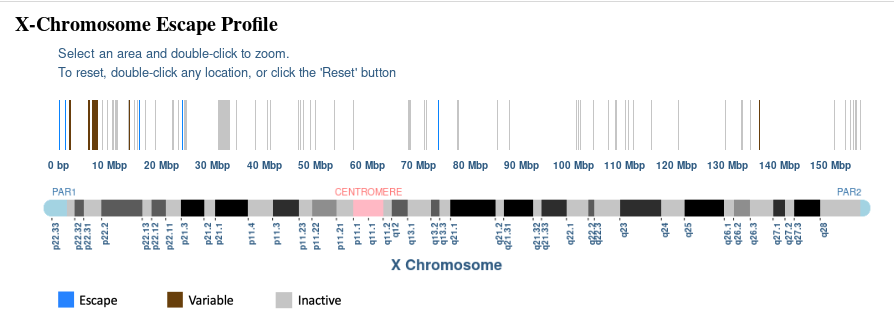 X-Chromosome Escape Profile
Select an area and double-click to zoom.
To reset, double-click any location, or click the 'Reset' button
0 bp 10 Mbp 20 Mbp 30 Mbp 40 Mbp 50 Mbp 60 Mbp 70 Mbp 80 Mbp 90 Mbp 100 Mbp 110 Mbp 120 Mbp 130 Mbp 140 Mbp 150 Mbp
PAR1 CENTROMERE PAR2
p22.33 p22.32 p22.31 p22.2 p22.13 p22.12 p22.11 p21.3 p21.2 p21.1 p11.4 p11.3 p11.23 p11.22 p11.21 p11.1 q11.1 q11.2 q12 q13.1 q13.2 q13.3 q21.1 q21.2 q21.31 q21.32 q21.33 q22.1 q22.2 q22.3 q23 q24 q25 q26.1 q26.2 q26.3 q27.1 q27.2 q27.3 q28
X Chromosome
Escape Variable Inactive